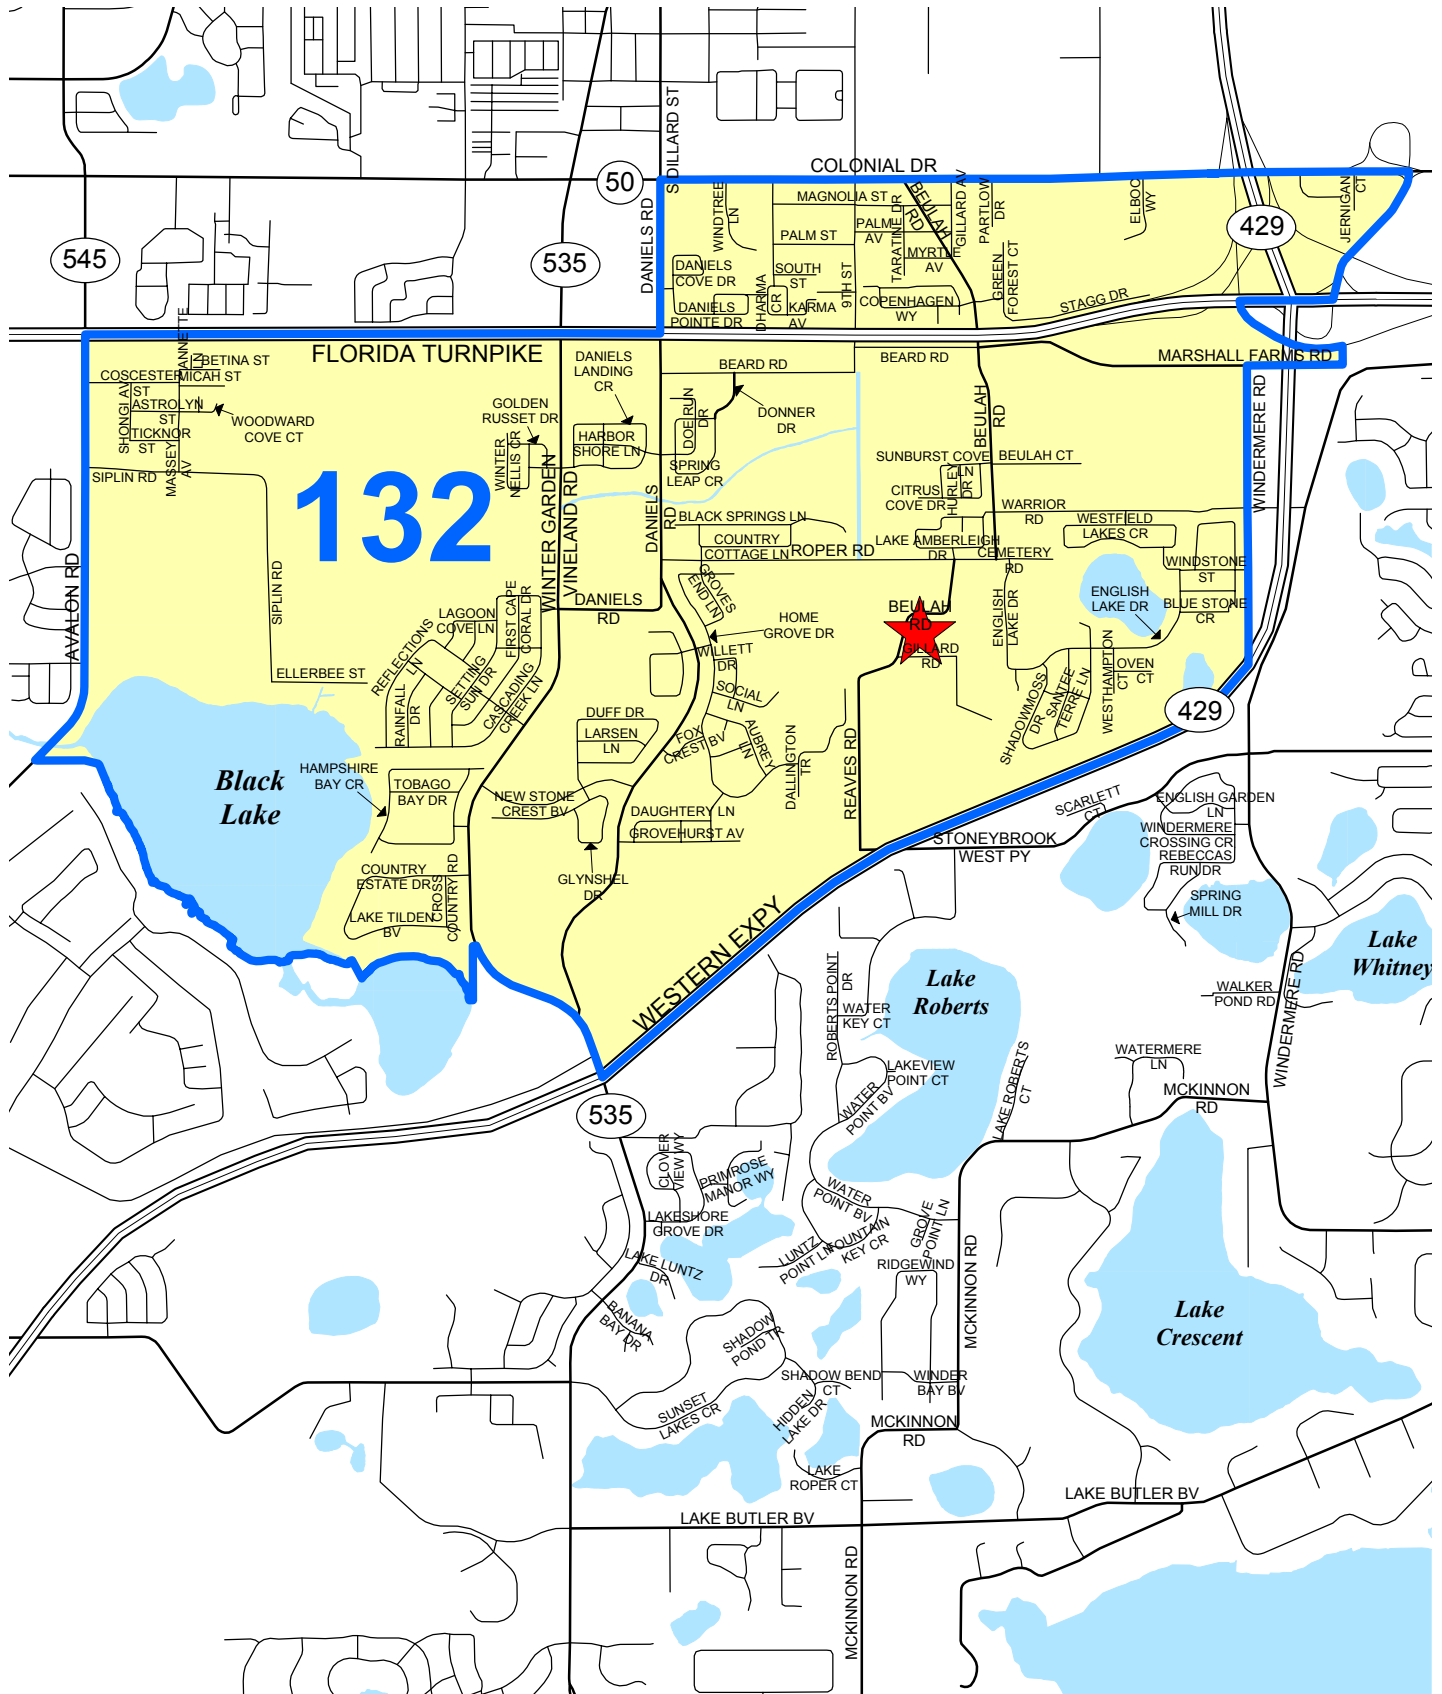 S DILLARD ST
COLONIAL DR
50
DANIELS RD
545
535
429
WINDTREE
LN
MAGNOLIA ST
BEULAH
RD
GILLARD AV
PARTLOW
DR
ELBOC
WY
JERNIGAN
CT
PALM
AV
TARATINE DR
PALM ST
MYRTLE
AV
DANIELS
COVE DR
SOUTH
ST
9TH ST
GREEN
FOREST CT
DHARMA
CR
DANIELS
POINTE DR
KARMA
AV
COPENHAGEN
WY
STAGG DR
FLORIDA TURNPIKE
ANNETTE
LN
BETINA ST
MICAH ST
COSCESTER
ST
SHONGI AV
ASTROLYN
ST
TICKNOR
ST
MASSEY
AV
WOODWARD
COVE CT
SIPLIN RD
DANIELS
LANDING
CR
BEARD RD
BEARD RD
MARSHALL FARMS RD
GOLDEN
RUSSET DR
DONNER
DR
DOE RUN
DR
HARBOR
SHORE LN
WINTER
NELLIS CR
SPRING
LEAP CR
BEULAH
RD
WINDERMERE RD
SUNBURST COVE
LN
BEULAH CT
HURLEY
DR
CITRUS
COVE DR
132
WINTER GARDEN
VINELAND RD
DANIELS
RD
BLACK SPRINGS LN
COUNTRY
COTTAGE LN
ROPER RD
LAKE AMBERLEIGH
DR
WARRIOR
RD
CEMETERY
RD
WESTFIELD
LAKES CR
WINDSTONE
ST
BLUE STONE
CR
ENGLISH
LAKE DR
AVALON RD
SIPLIN RD
ELLERBEE ST
FIRST CAPE
CORAL DR
LAGOON
COVE LN
DANIELS
RD
GROVES
END LN
HOME
GROVE DR
BEULAH
RD
GILLARD
RD
ENGLISH
LAKE DR
REFLECTIONS
LN
RAINFALL
DR
SETTING
SUN DR
CASCADING
CREEK LN
WILLETT
DR
SOCIAL
LN
DUFF DR
LARSEN
LN
FOX
CREST BV
AUBREY
LN
DALLINGTON
TR
REAVES RD
SHADOWMOSS
DR
SANTEE
TERRE LN
WESTHAMPTON
CT
OVEN
CT
429
Black
Lake
HAMPSHIRE
BAY CR
TOBAGO
BAY DR
NEW STONE
CREST BV
DAUGHTERY LN
GROVEHURST AV
GLYNSHEL
DR
COUNTRY
ESTATE DR
CROSS
COUNTRY RD
LAKE TILDEN
BV
WESTERN EXPY
STONEYBROOK
WEST PY
SCARLETT
CT
ENGLISH GARDEN
LN
WINDERMERE
CROSSING CR
REBECCAS
RUN DR
SPRING
MILL DR
Lake
Whitney
WALKER
POND RD
WINDERMERE RD
Lake
Roberts
ROBERTS POINT
DR
WATER
KEY CT
LAKEVIEW
POINT CT
WATER
POINT BV
LAKE ROBERTS
CT
WATERMERE
LN
MCKINNON
RD
535
CLOVER
VIEW WY
PRIMROSE
MANOR WY
LAKESHORE
GROVE DR
LAKE LUNTZ
DR
BANANA
BAY DR
WATER
POINT BV
GROVE
POINT LN
LUNTZ
POINT LN
FOUNTAIN
KEY CR
RIDGEWIND
WY
MCKINNON RD
Lake
Crescent
SHADOW
POND TR
SHADOW BEND
CT
WINDER
BAY BV
SUNSET
LAKES CR
HIDDEN
LAKE DR
MCKINNON
RD
LAKE
ROPER CT
LAKE BUTLER BV
LAKE BUTLER BV
MCKINNON RD